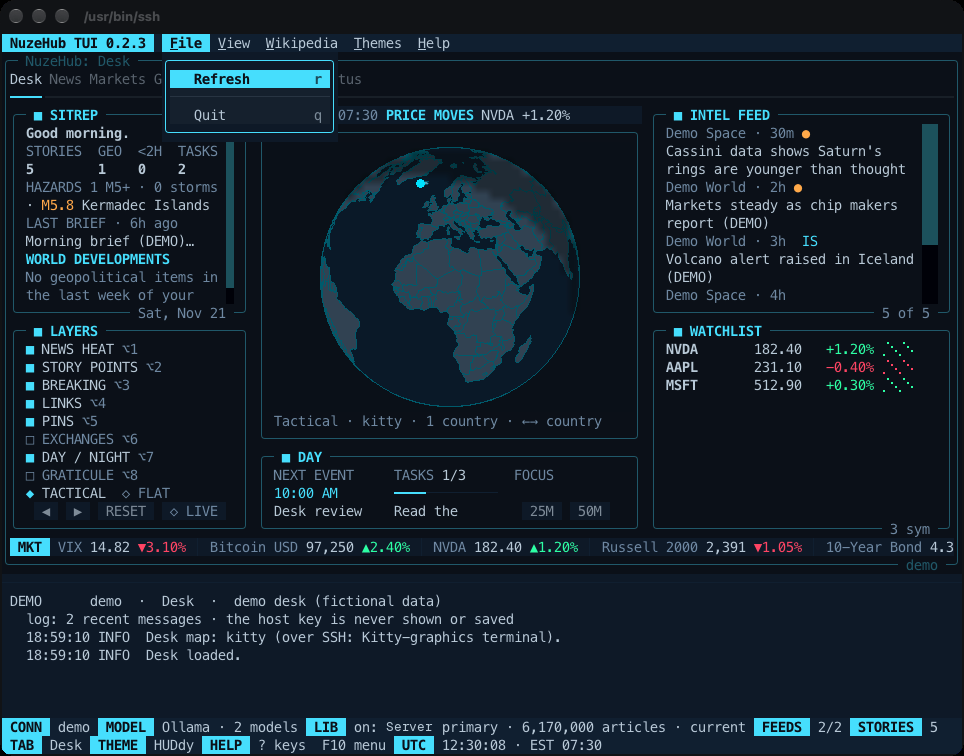 /usr/bin/ssh
NuzeHub TUI 0.2.3 File View Wikipedia Themes Help
NuzeHub: Desk
Desk News Markets G tus
Refresh r
Quit q
■ SITREP
Good morning.
STORIES GEO <2H TASKS
5 1 0 2
HAZARDS 1 M5+ · 0 storms
· M5.8 Kermadec Islands
LAST BRIEF · 6h ago
Morning brief (DEMO)…
WORLD DEVELOPMENTS
No geopolitical items in
the last week of your
Sat, Nov 21
■ LAYERS
■ NEWS HEAT ⌥1
■ STORY POINTS ⌥2
■ BREAKING ⌥3
■ LINKS ⌥4
■ PINS ⌥5
□ EXCHANGES ⌥6
■ DAY / NIGHT ⌥7
□ GRATICULE ⌥8
◆ TACTICAL ◇ FLAT
◀ ▶ RESET ◇ LIVE
07:30 PRICE MOVES NVDA +1.20%
Tactical · kitty · 1 country · ←→ country
■ DAY
NEXT EVENT TASKS 1/3 FOCUS
10:00 AM
Desk review Read the 25M 50M
■ INTEL FEED
Demo Space · 30m ●
Cassini data shows Saturn's
rings are younger than thought
Demo World · 2h ●
Markets steady as chip makers
report (DEMO)
Demo World · 3h IS
Volcano alert raised in Iceland
(DEMO)
Demo Space · 4h
5 of 5
■ WATCHLIST
NVDA 182.40 +1.20%
AAPL 231.10 −0.40%
MSFT 512.90 +0.30%
3 sym
MKT VIX 14.82 ▼3.10% Bitcoin USD 97,250 ▲2.40% NVDA 182.40 ▲1.20% Russell 2000 2,391 ▼1.05% 10-Year Bond 4.3
demo
DEMO demo · Desk · demo desk (fictional data)
log: 2 recent messages · the host key is never shown or saved
18:59:10 INFO Desk map: kitty (over SSH: Kitty-graphics terminal).
18:59:10 INFO Desk loaded.
CONN demo MODEL Ollama · 2 models LIB on: Server primary · 6,170,000 articles · current FEEDS 2/2 STORIES 5
TAB Desk THEME HUDdy HELP ? keys F10 menu UTC 12:30:08 · EST 07:30